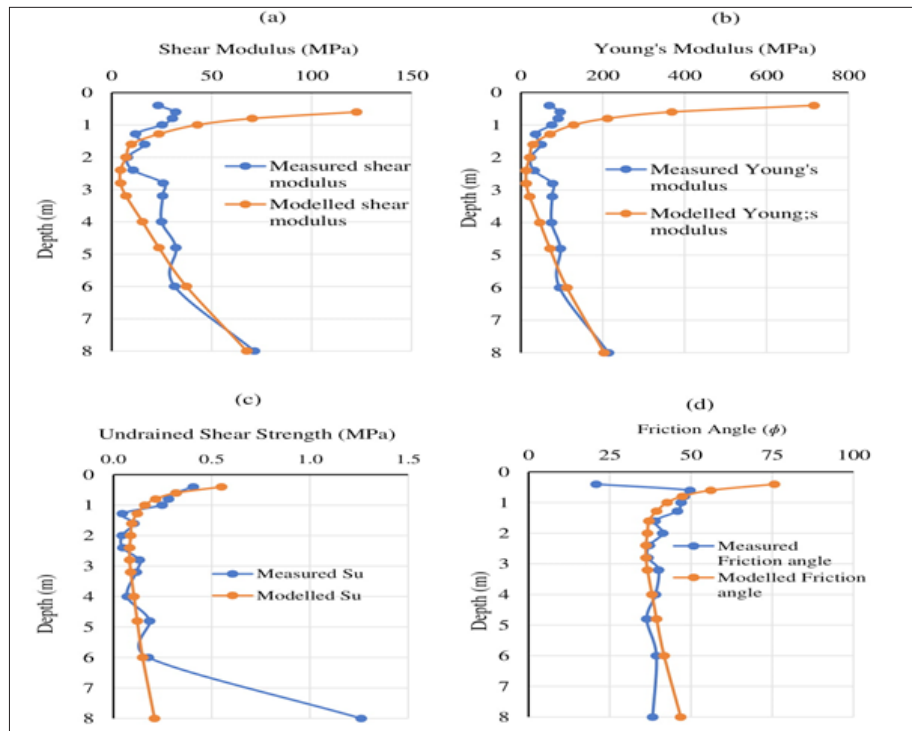 (a)
Shear Modulus (MPa)
0 50 100 150
0
1
2
3
4
5
6
7
8
Depth (m)
Measured shear
modulus
Modelled shear
modulus
(b)
Young's Modulus (MPa)
0 200 400 600 800
0
1
2
3
4
5
6
7
8
Depth (m)
Measured Young's
modulus
Modelled Young;s
modulus
(c)
Undrained Shear Strength (MPa)
0.0 0.5 1.0 1.5
0
1
2
3
4
5
6
7
8
Depth (m)
Measured Su
Modelled Su
(d)
Friction Angle (ϕ)
0 25 50 75 100
0
1
2
3
4
5
6
7
8
Depth (m)
Measured
Friction angle
Modelled Friction
angle